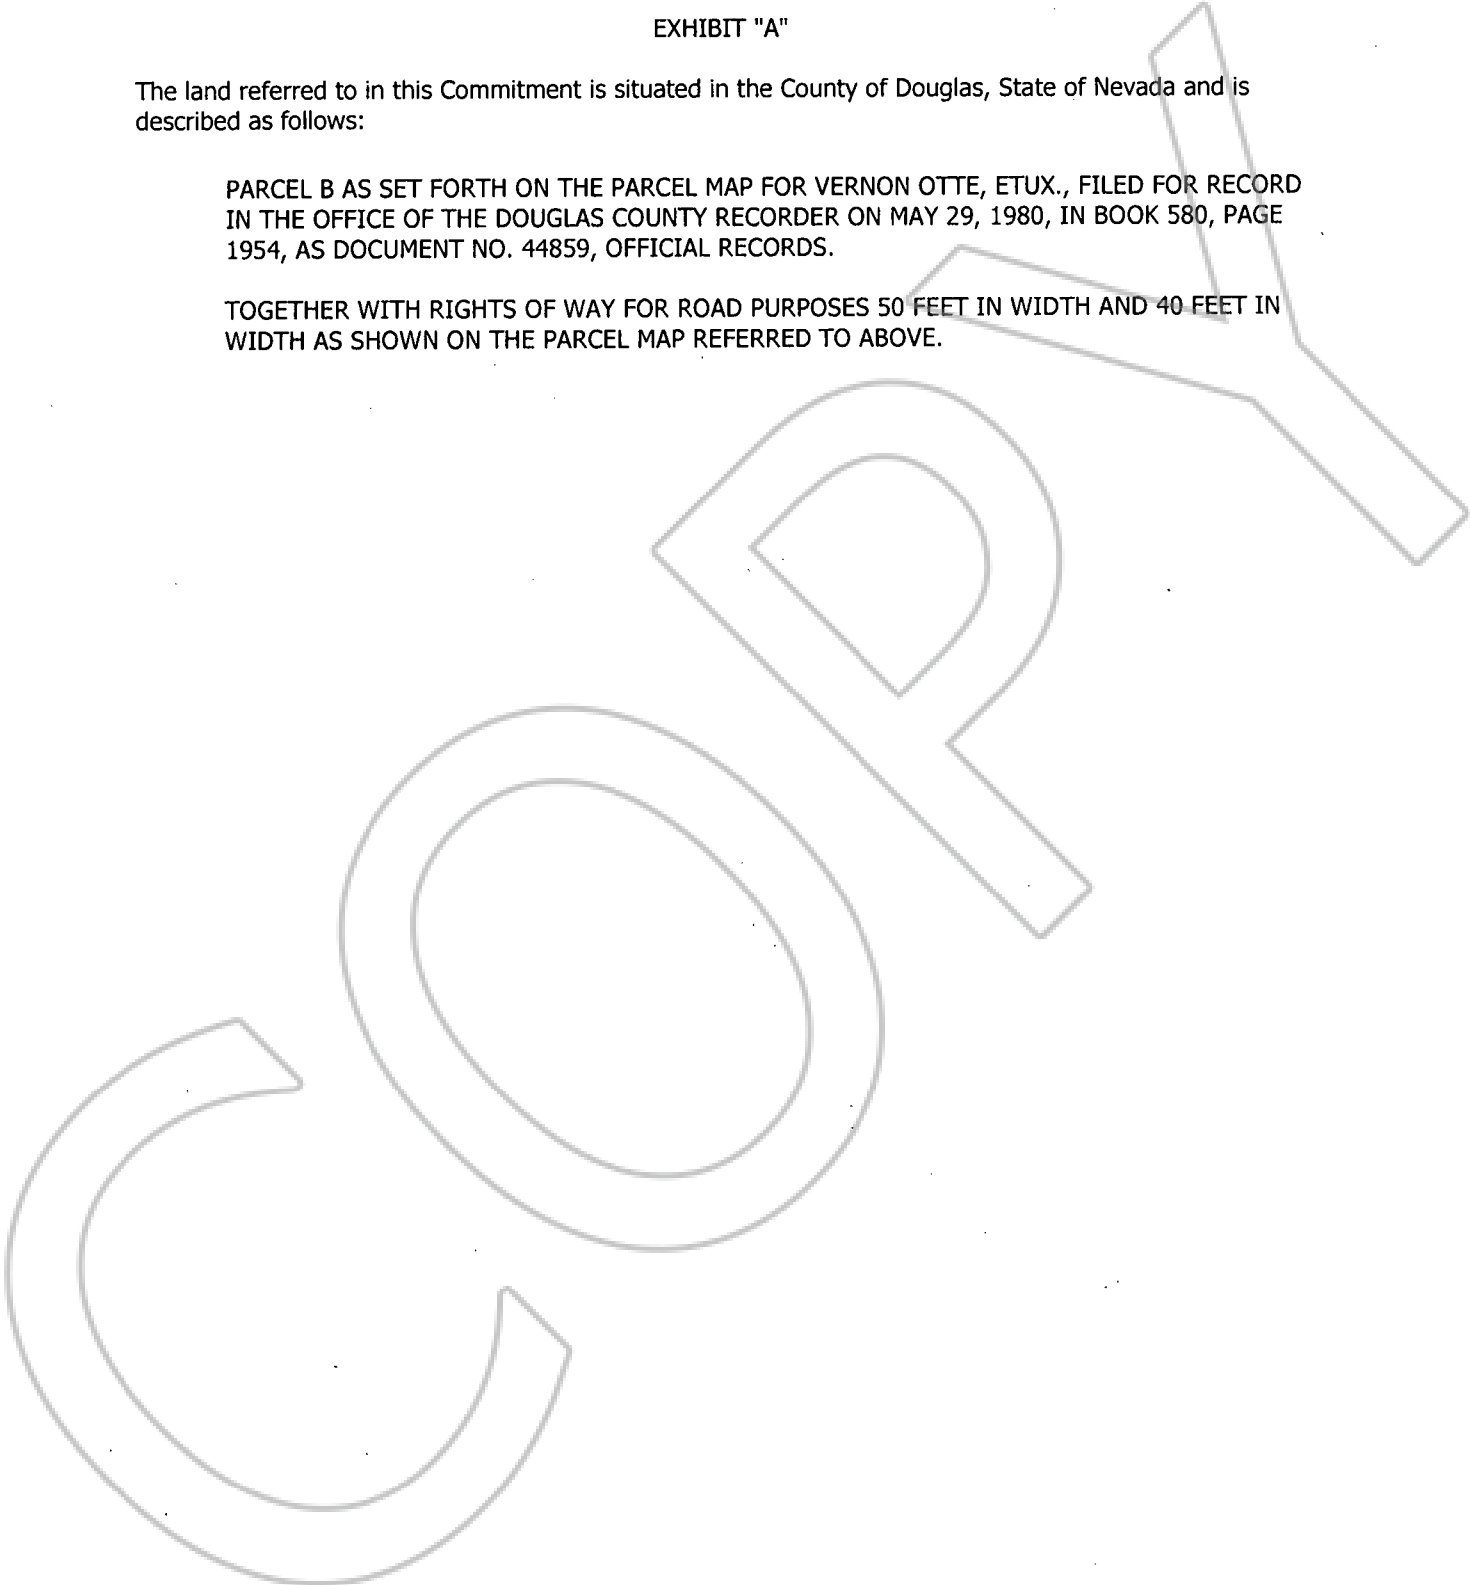 EXHIBIT "A"
The land referred to in this Commitment is situated in the County of Douglas, State of Nevada and is
described as follows:
PARCEL B AS SET FORTH ON THE PARCEL MAP FOR VERNON OTTE, ETUX., FILED FOR RECORD
IN THE OFFICE OF THE DOUGLAS COUNTY RECORDER ON MAY 29, 1980, IN BOOK 580, PAGE
1954, AS DOCUMENT NO. 44859, OFFICIAL RECORDS.
TOGETHER WITH RIGHTS OF WAY FOR ROAD PURPOSES 50 FEET IN WIDTH AND 40 FEET IN
WIDTH AS SHOWN ON THE PARCEL MAP REFERRED TO ABOVE.
COPY